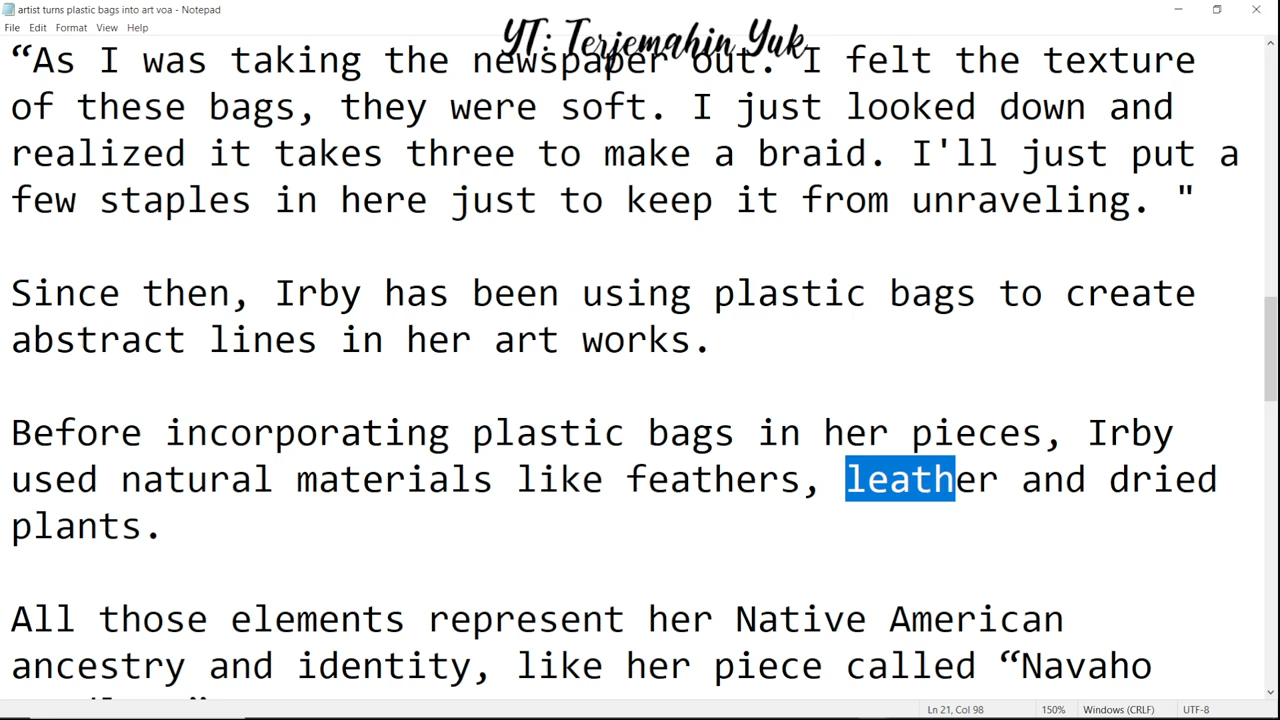 artist turns plastic bags into art voa - Notepad
File Edit Format View Help
YT: Terjemahin Yuk
“As I was taking the newspaper out. I felt the texture
of these bags, they were soft. I just looked down and
realized it takes three to make a braid. I'll just put a
few staples in here just to keep it from unraveling. "
Since then, Irby has been using plastic bags to create
abstract lines in her art works.
Before incorporating plastic bags in her pieces, Irby
used natural materials like feathers, leather and dried
plants.
All those elements represent her Native American
ancestry and identity, like her piece called “Navaho
Ln 21, Col 98 150% Windows (CRLF) UTF-8